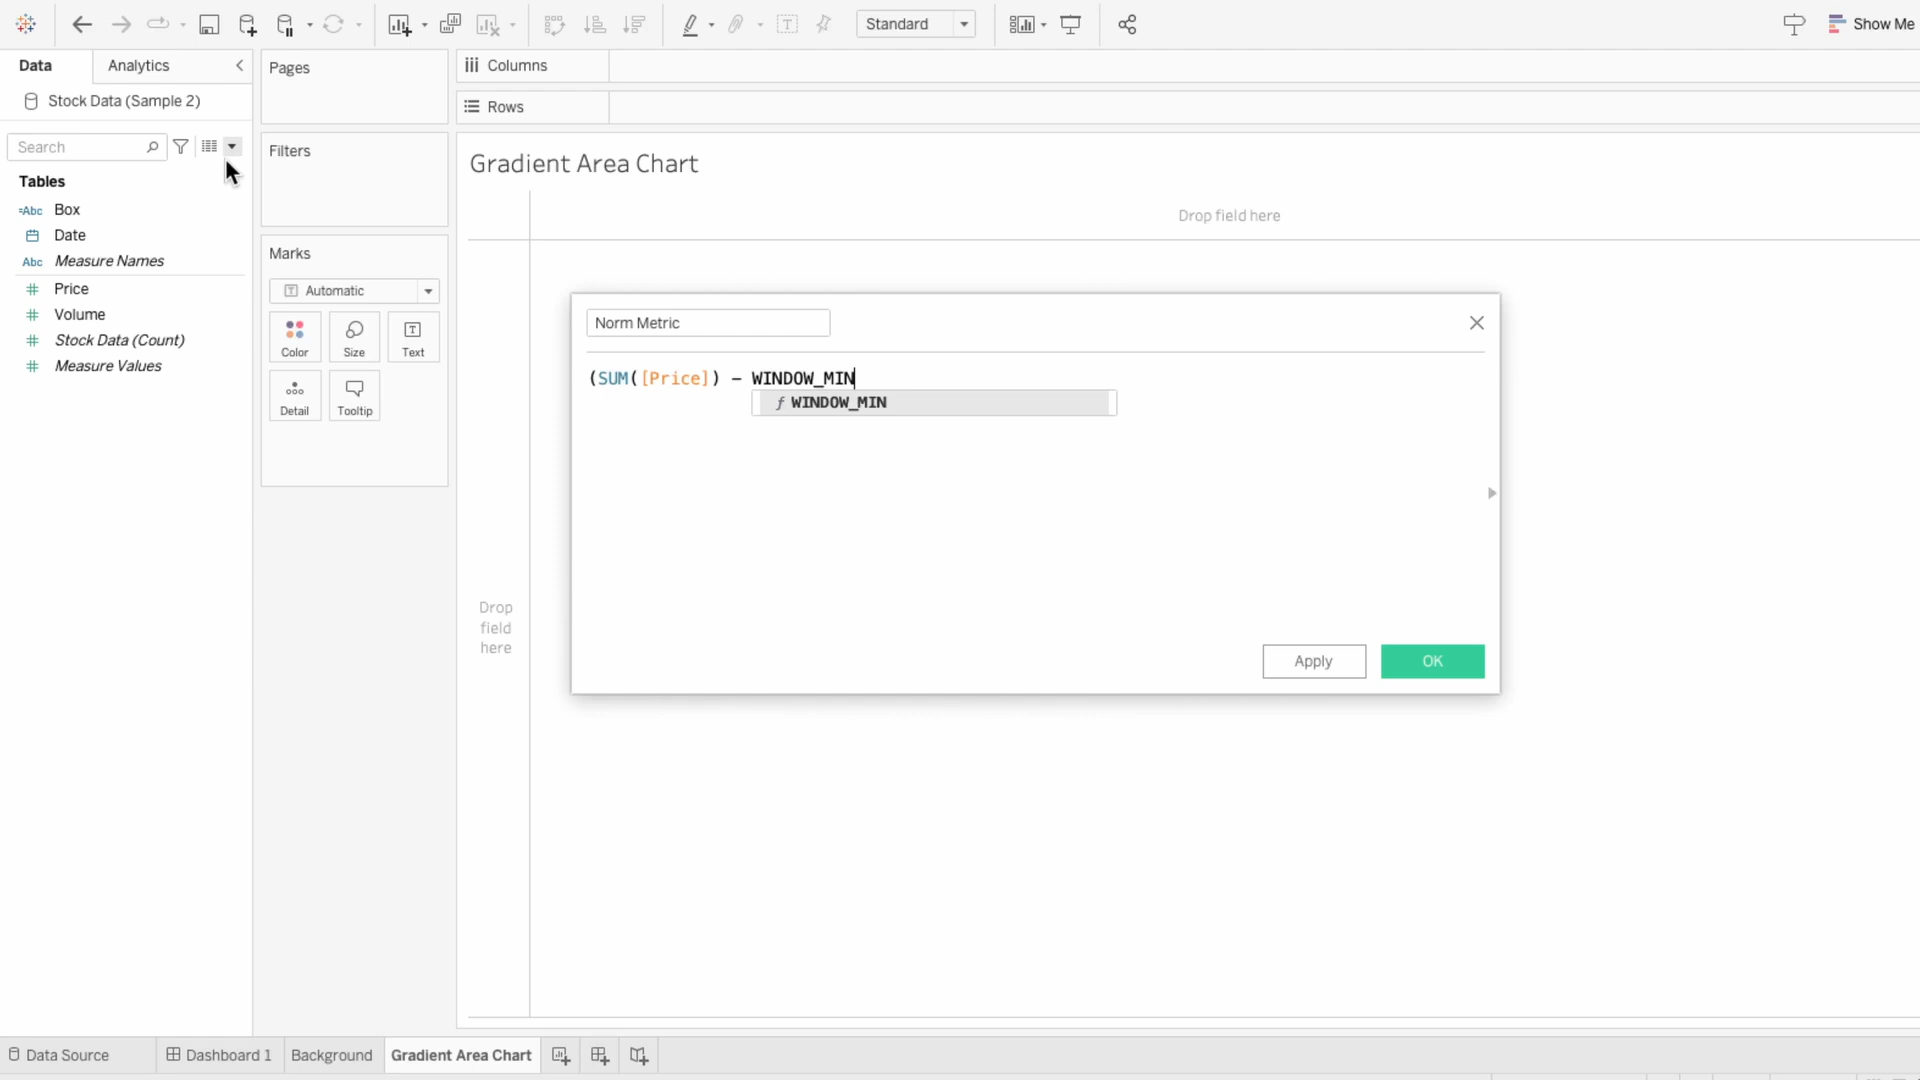 Standard
Show Me
Data
Analytics
Pages
Columns
Stock Data (Sample 2)
Rows
Search
Filters
Gradient Area Chart
Tables
Abc Box
Date
Abc Measure Names
Price
Volume
Stock Data (Count)
Measure Values
Marks
Automatic
Color
Size
Text
Detail
Tooltip
Drop field here
Norm Metric
(SUM([Price]) - WINDOW_MIN
f WINDOW_MIN
Drop
field
here
Apply
OK
Data Source
Dashboard 1
Background
Gradient Area Chart